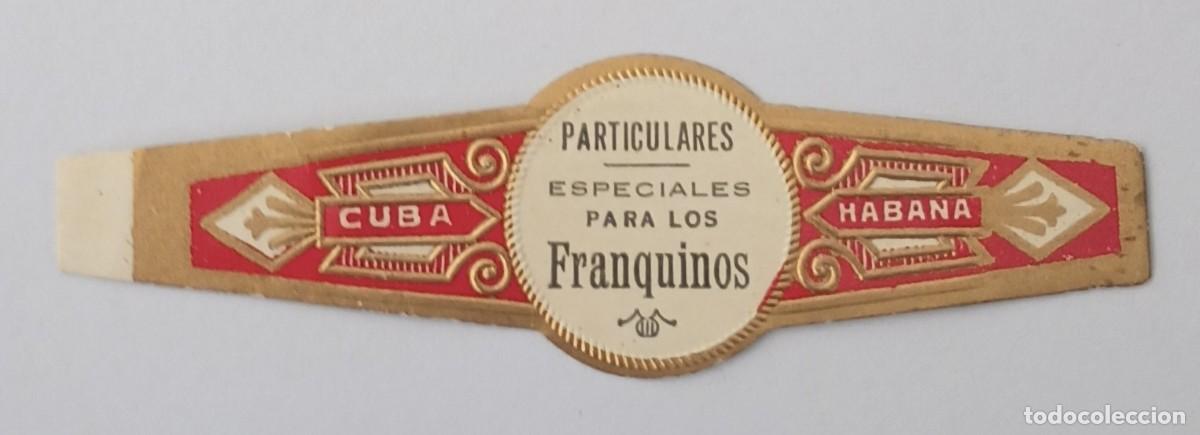 PARTICULARES
ESPECIALES
PARA LOS
Franquinos
CUBA
HABANA
todocoleccion